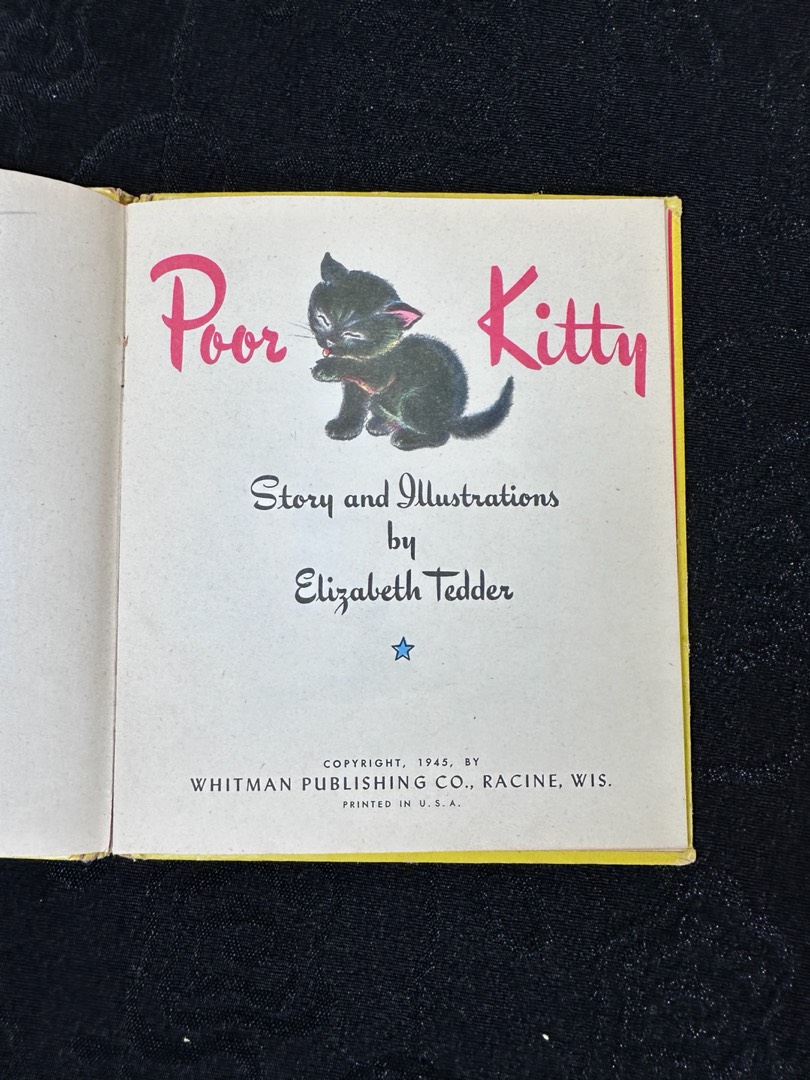 Poor Kitty
Story and Illustrations
by
Elizabeth Tedder
COPYRIGHT, 1945, BY
WHITMAN PUBLISHING CO., RACINE, WIS.
PRINTED IN U.S.A.